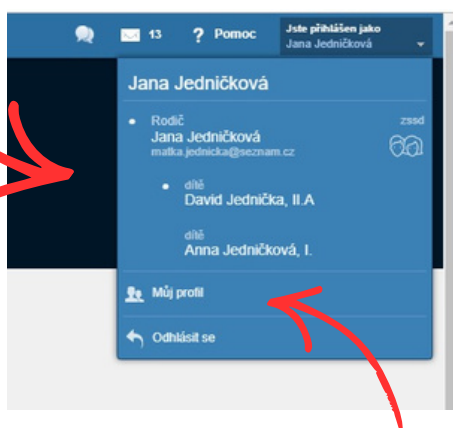 13 ? Pomoc Jste přihlášen jako
Jana Jedničková
Jana Jedničková
Rodič zssd
Jana Jedničková
matka.jednicka@seznam.cz
dítě
David Jednička, II.A
dítě
Anna Jedničková, I.
Můj profil
Odhlásit se